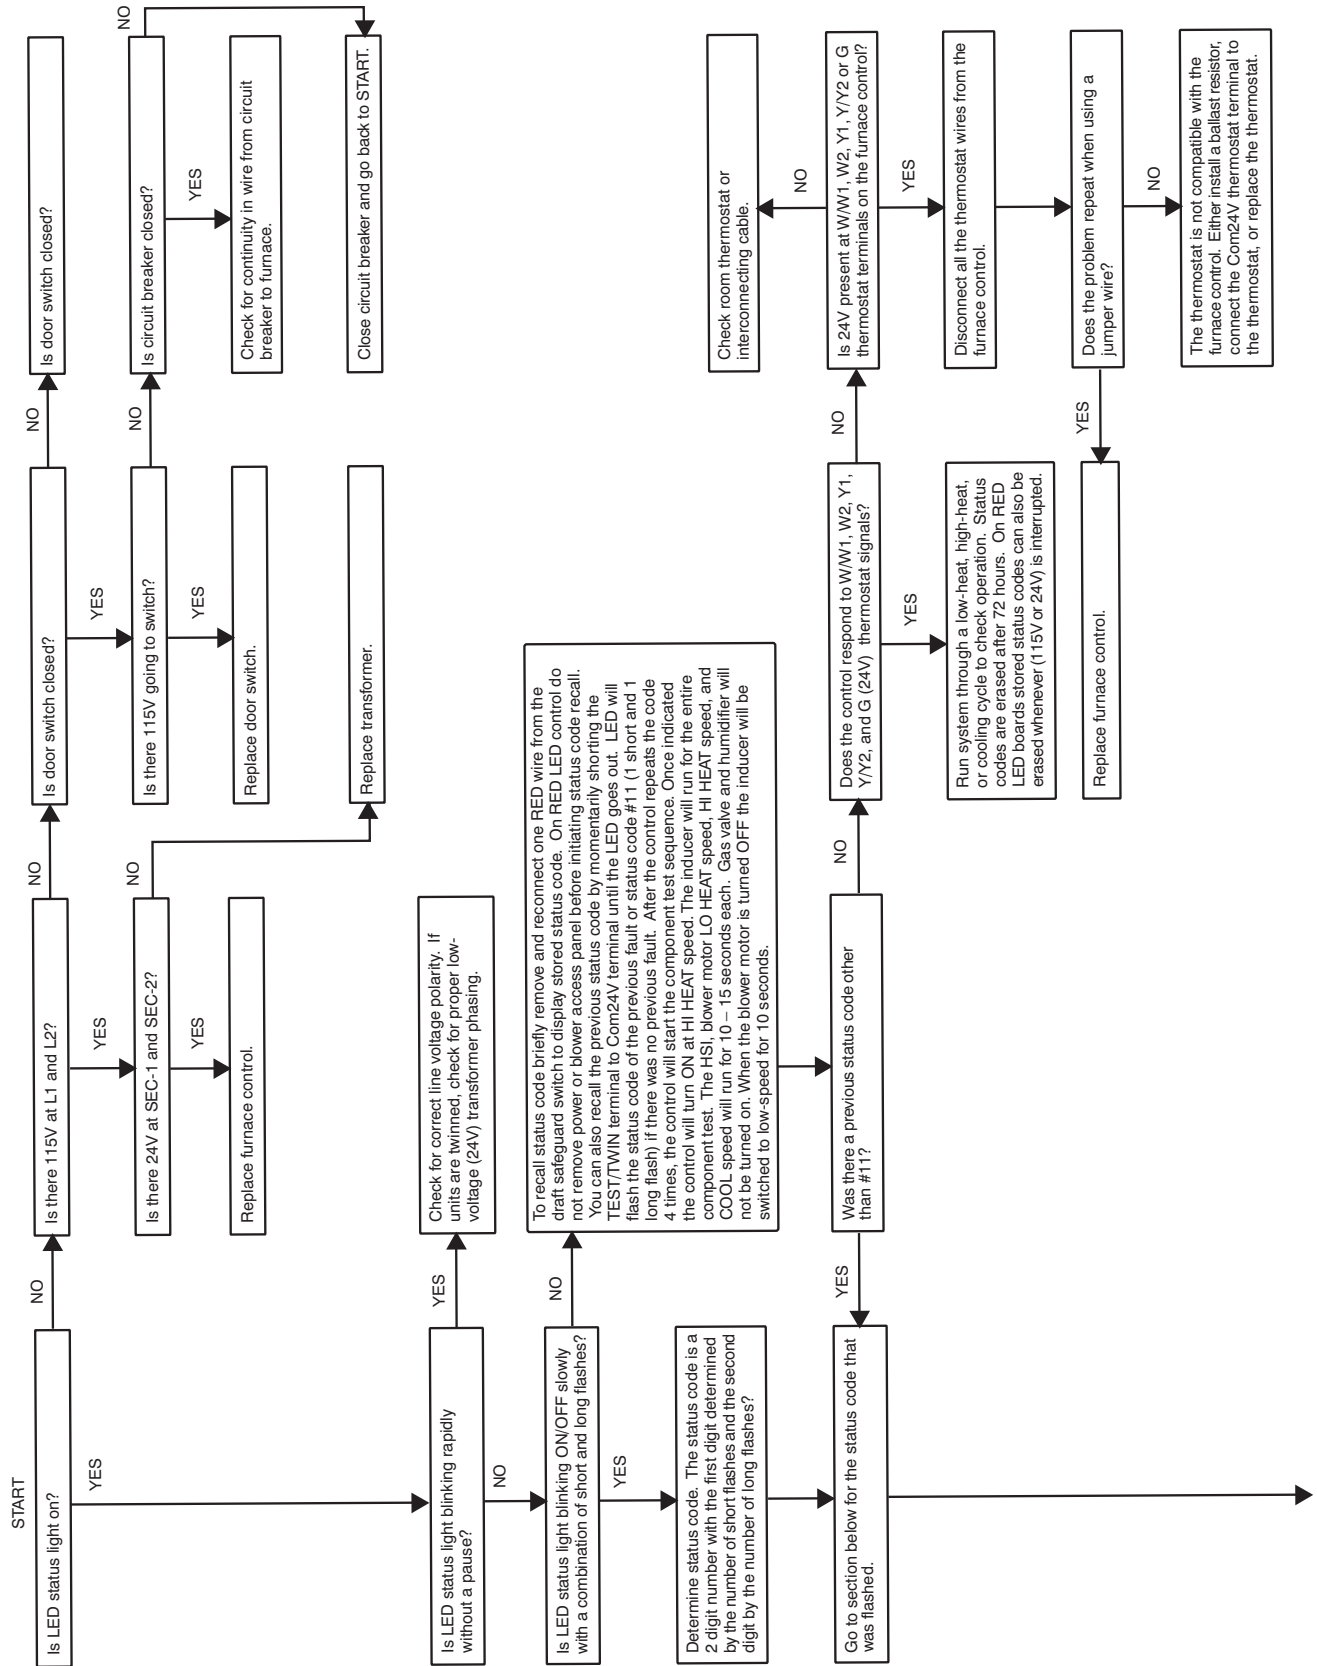 START
Is LED status light on?
NO
YES
Is there 115V at L1 and L2?
NO
YES
Is door switch closed?
NO
YES
Is door switch closed?
Is there 24V at SEC-1 and SEC-2?
NO
YES
Is there 115V going to switch?
NO
YES
Is circuit breaker closed?
NO
YES
Replace furnace control.
Replace door switch.
Check for continuity in wire from circuit
breaker to furnace.
Replace transformer.
Close circuit breaker and go back to START.
Is LED status light blinking rapidly
without a pause?
YES
NO
Check for correct line voltage polarity. If
units are twinned, check for proper low-
voltage (24V) transformer phasing.
Is LED status light blinking ON/OFF slowly
with a combination of short and long flashes?
NO
YES
To recall status code briefly remove and reconnect one RED wire from the
draft safeguard switch to display stored status code. On RED LED control do
not remove power or blower access panel before initiating status code recall.
You can also recall the previous status code by momentarily shorting the
TEST/TWIN terminal to Com24V terminal until the LED goes out. LED will
flash the status code of the previous fault or status code #11 (1 short and 1
long flash) if there was no previous fault. After the control repeats the code
4 times, the control will start the component test sequence. Once indicated
the control will turn ON at HI HEAT speed. The inducer will run for the entire
component test. The HSI, blower motor LO HEAT speed, HI HEAT speed, and
COOL speed will run for 10 – 15 seconds each. Gas valve and humidifier will
not be turned on. When the blower motor is turned OFF the inducer will be
switched to low-speed for 10 seconds.
Determine status code. The status code is a
2 digit number with the first digit determined
by the number of short flashes and the second
digit by the number of long flashes?
Go to section below for the status code that
was flashed.
YES
Was there a previous status code other
than #11?
NO
Does the control respond to W/W1, W2, Y1,
Y/Y2, and G (24V) thermostat signals?
NO
YES
Is 24V present at W/W1, W2, Y1, Y/Y2 or G
thermostat terminals on the furnace control?
NO
YES
Check room thermostat or
interconnecting cable.
Run system through a low-heat, high-heat,
or cooling cycle to check operation. Status
codes are erased after 72 hours. On RED
LED boards stored status codes can also be
erased whenever (115V or 24V) is interrupted.
Disconnect all the thermostat wires from the
furnace control.
Does the problem repeat when using a
jumper wire?
YES
NO
Replace furnace control.
The thermostat is not compatible with the
furnace control. Either install a ballast resistor,
connect the Com24V thermostat terminal to
the thermostat, or replace the thermostat.